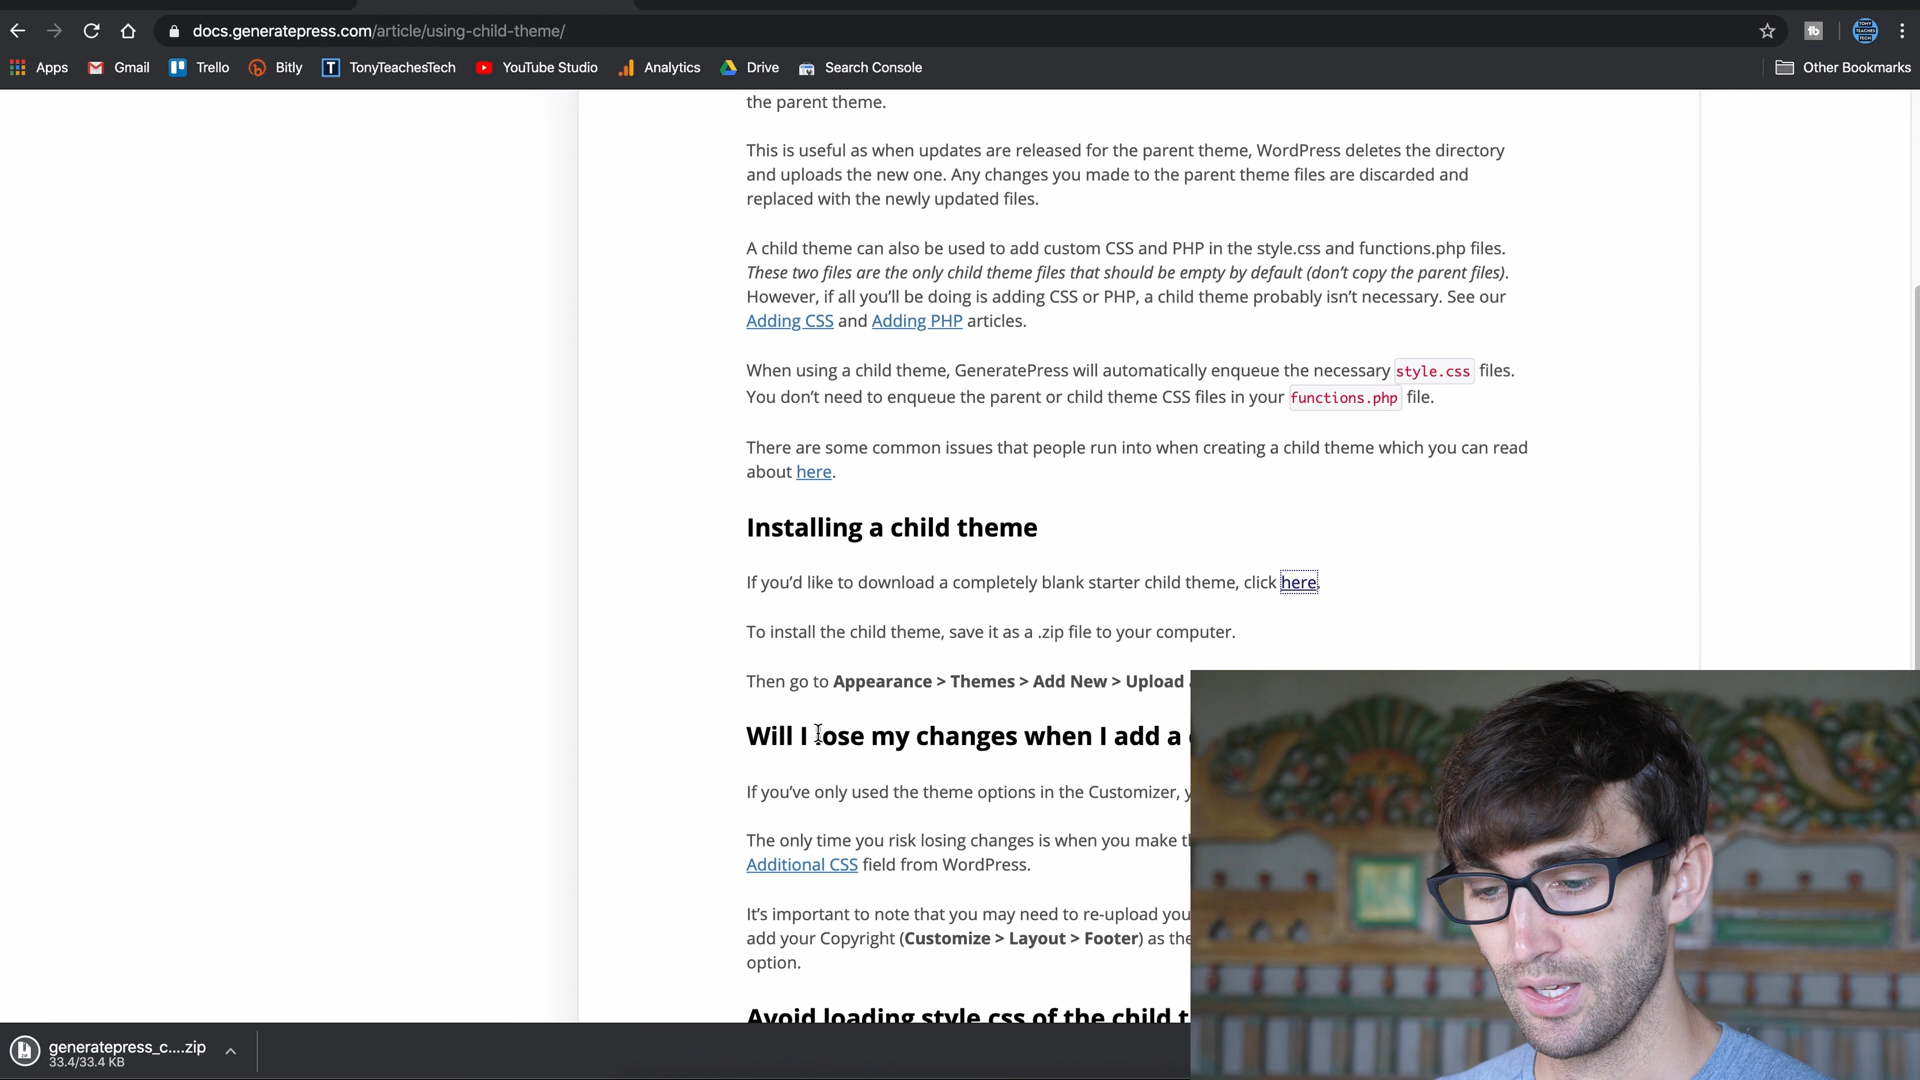 docs.generatepress.com/article/using-child-theme/
Apps Gmail Trello Bitly TonyTeachesTech YouTube Studio Analytics Drive Search Console Other Bookmarks
the parent theme.
This is useful as when updates are released for the parent theme, WordPress deletes the directory
and uploads the new one. Any changes you made to the parent theme files are discarded and
replaced with the newly updated files.
A child theme can also be used to add custom CSS and PHP in the style.css and functions.php files.
These two files are the only child theme files that should be empty by default (don’t copy the parent files).
However, if all you’ll be doing is adding CSS or PHP, a child theme probably isn’t necessary. See our
Adding CSS and Adding PHP articles.
When using a child theme, GeneratePress will automatically enqueue the necessary style.css files.
You don’t need to enqueue the parent or child theme CSS files in your functions.php file.
There are some common issues that people run into when creating a child theme which you can read
about here.
Installing a child theme
If you’d like to download a completely blank starter child theme, click here.
To install the child theme, save it as a .zip file to your computer.
Then go to Appearance > Themes > Add New > Upload
Will I lose my changes when I add a
If you’ve only used the theme options in the Customizer,
The only time you risk losing changes is when you make
Additional CSS field from WordPress.
It’s important to note that you may need to re-upload
add your Copyright (Customize > Layout > Footer) as
option.
Avoid loading style css of the child
generatepress_c....zip
33.4/33.4 KB